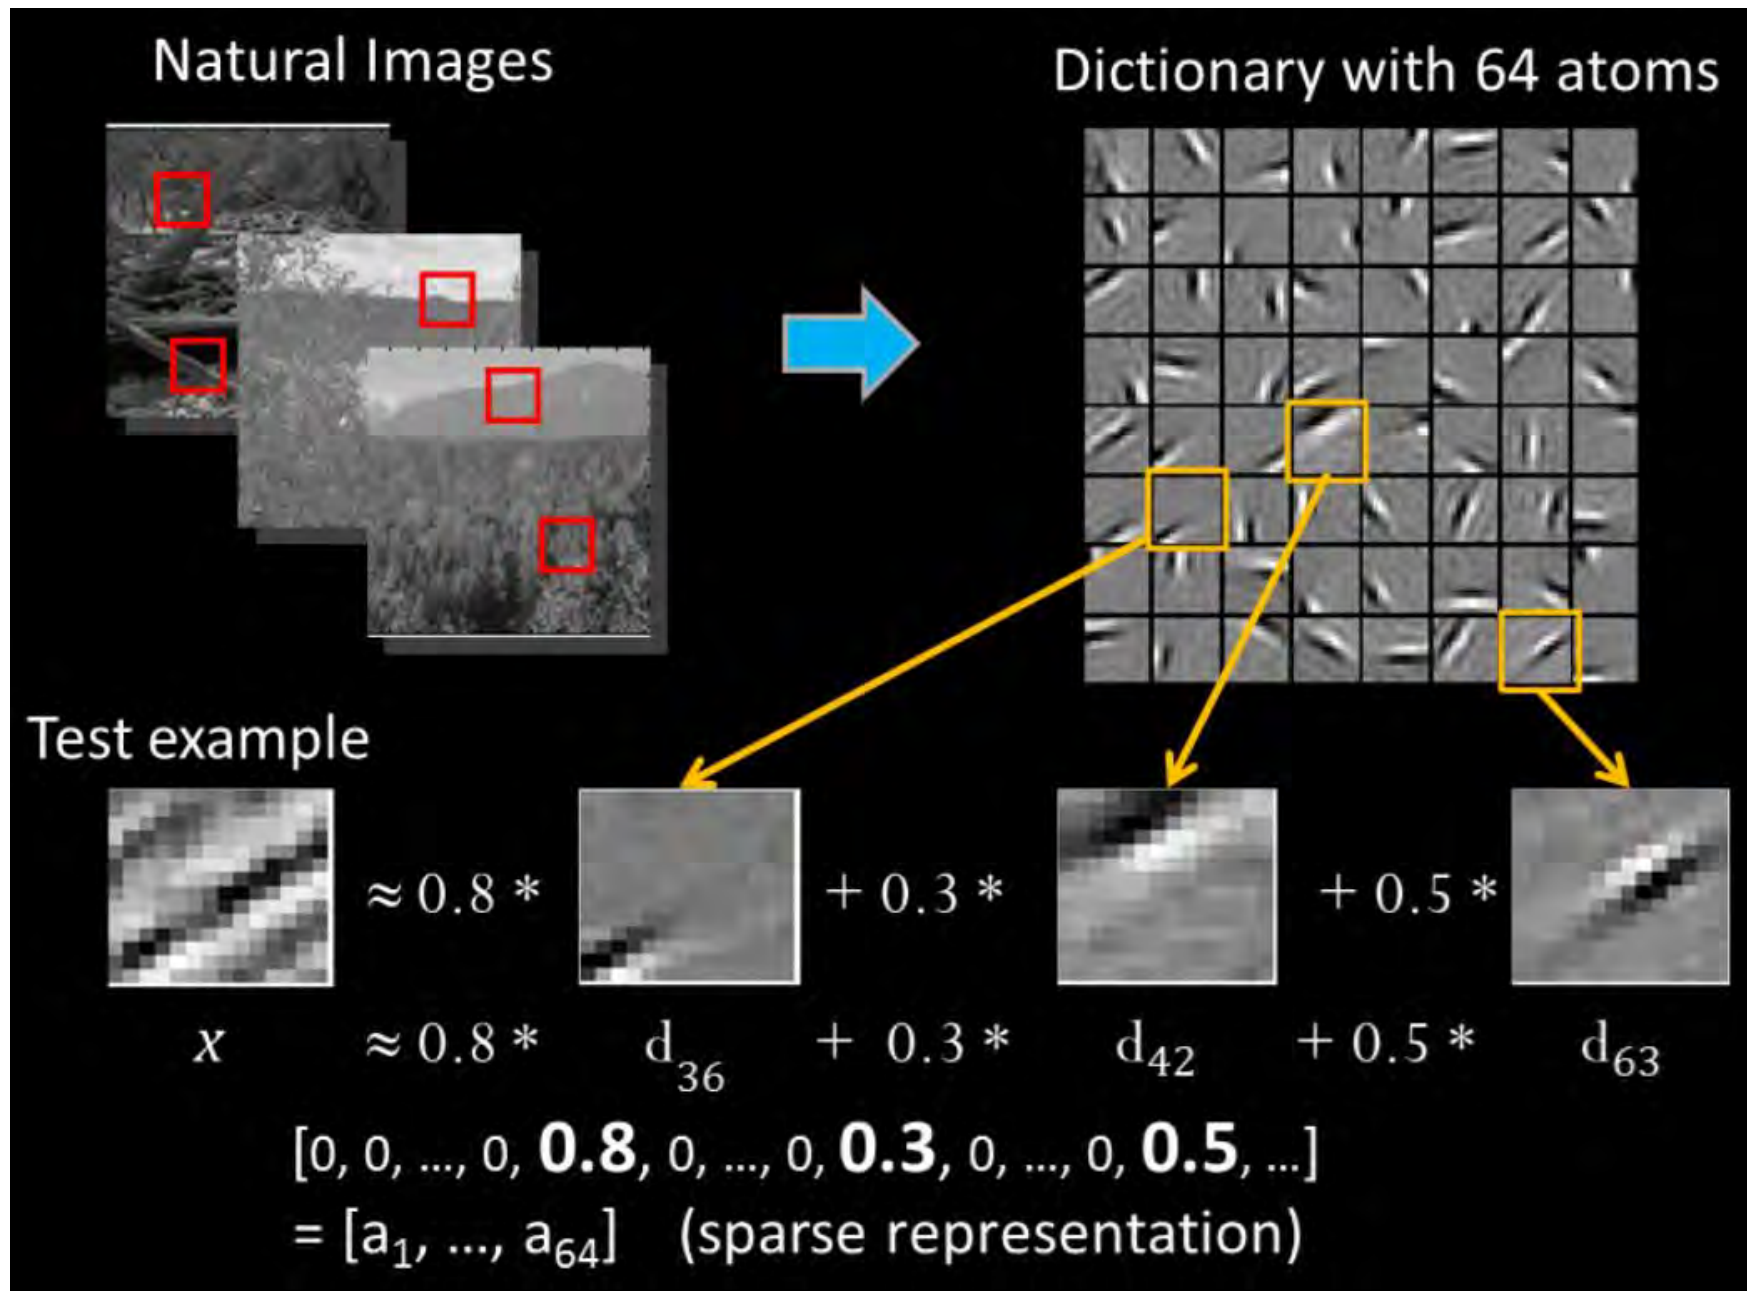 Natural Images
Dictionary with 64 atoms
Test example
≈ 0.8 * + 0.3 * + 0.5 *
x ≈ 0.8 * d₃₆ + 0.3 * d₄₂ + 0.5 * d₆₃
[0, 0, ..., 0, 0.8, 0, ..., 0, 0.3, 0, ..., 0, 0.5, ...]
= [a₁, ..., a₆₄] (sparse representation)